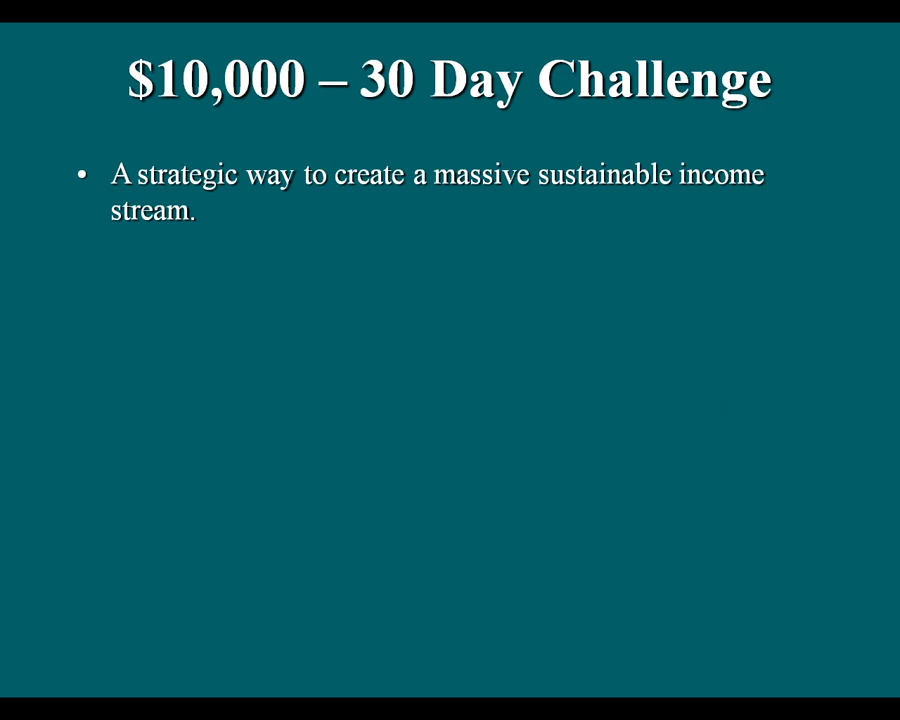 $10,000 – 30 Day Challenge
• A strategic way to create a massive sustainable income
stream.